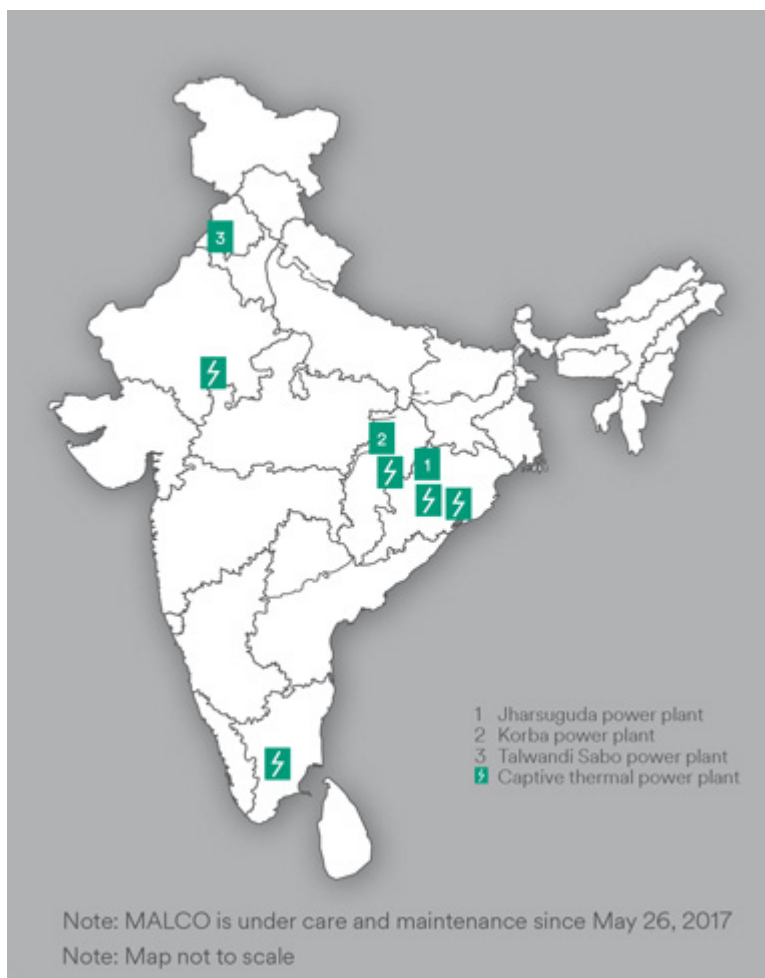 3
2
1
1 Jharsuguda power plant
2 Korba power plant
3 Talwandi Sabo power plant
Captive thermal power plant
Note: MALCO is under care and maintenance since May 26, 2017
Note: Map not to scale